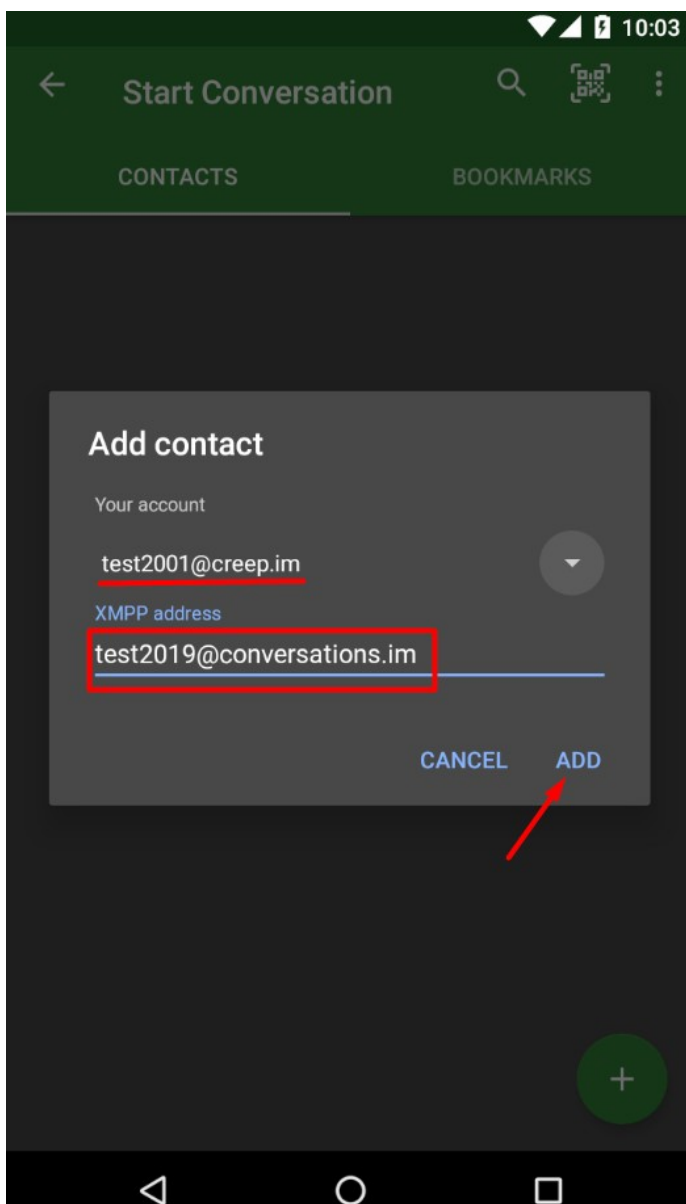 10:03
Start Conversation
CONTACTS BOOKMARKS
Add contact
Your account
test2001@creep.im
XMPP address
test2019@conversations.im
CANCEL ADD